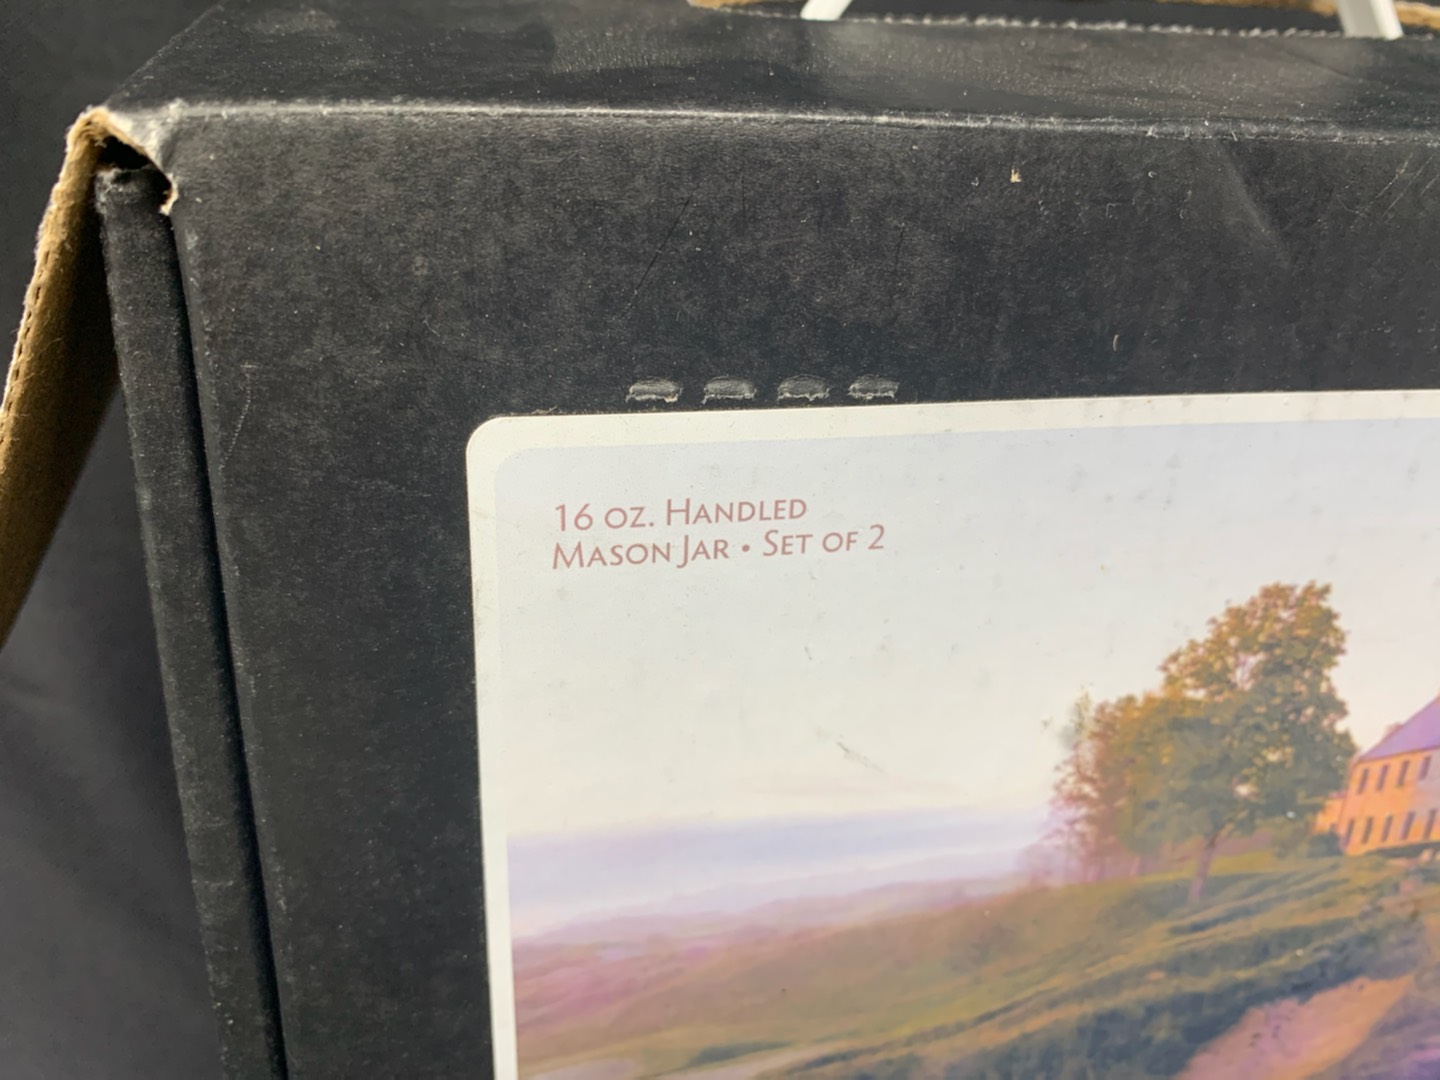 16 oz. Handled
Mason Jar • Set of 2